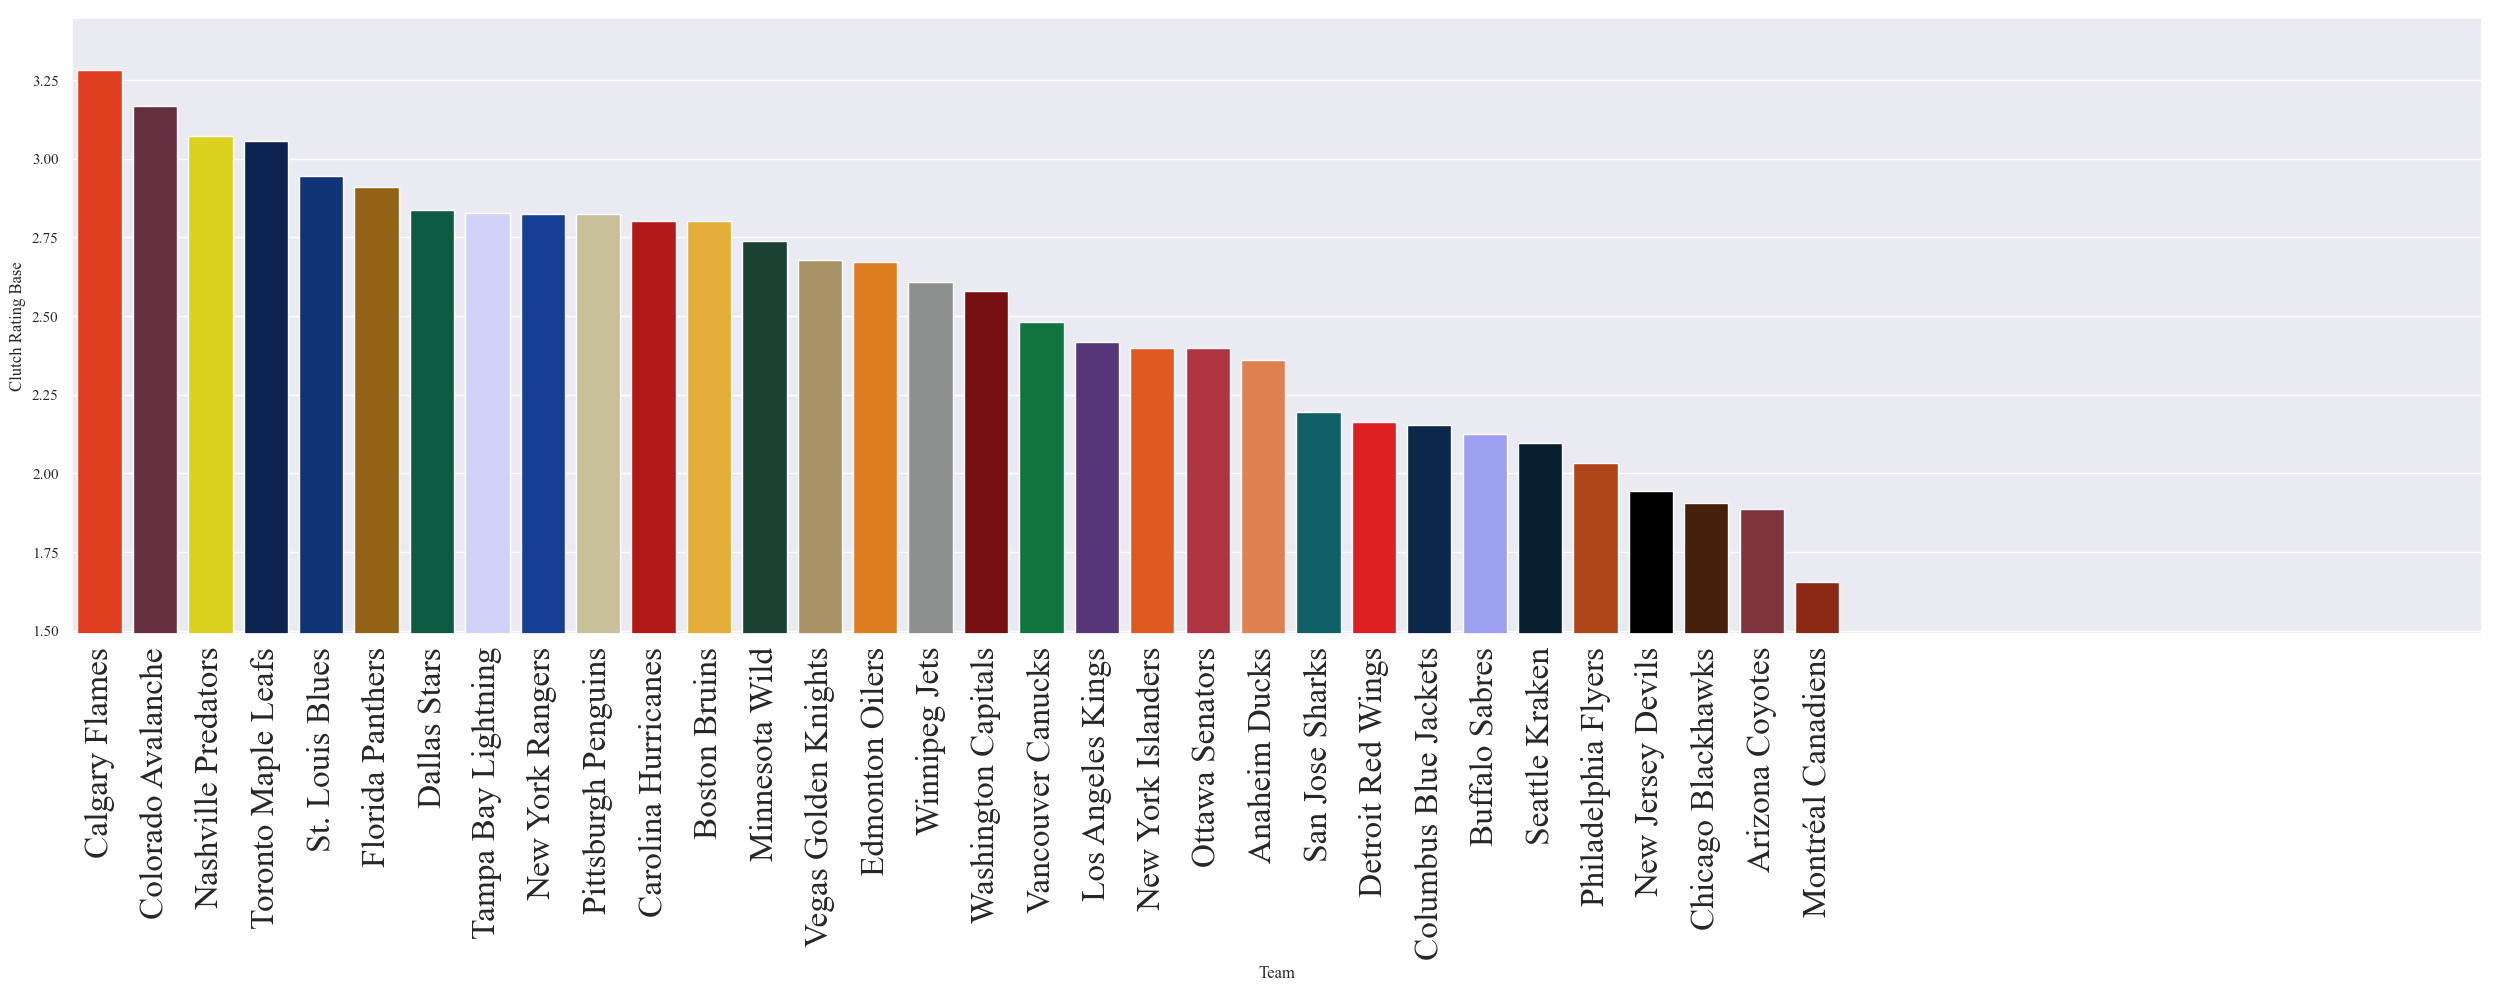 3.25
3.00
2.75
2.50
2.25
2.00
1.75
1.50
Clutch Rating Base
Calgary Flames
Colorado Avalanche
Nashville Predators
Toronto Maple Leafs
St. Louis Blues
Florida Panthers
Dallas Stars
Tampa Bay Lightning
New York Rangers
Pittsburgh Penguins
Carolina Hurricanes
Boston Bruins
Minnesota Wild
Vegas Golden Knights
Edmonton Oilers
Winnipeg Jets
Washington Capitals
Vancouver Canucks
Los Angeles Kings
New York Islanders
Ottawa Senators
Anaheim Ducks
San Jose Sharks
Detroit Red Wings
Columbus Blue Jackets
Buffalo Sabres
Seattle Kraken
Philadelphia Flyers
New Jersey Devils
Chicago Blackhawks
Arizona Coyotes
Montréal Canadiens
Team